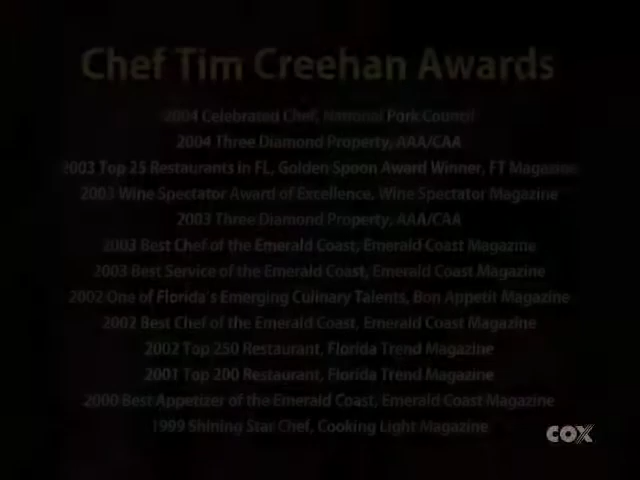 Chef Tim Creehan Awards
2004 Celebrated Chef, National Pork Council
2004 Three Diamond Property, AAA/CAA
2003 Top 25 Restaurants in FL, Golden Spoon Award Winner, FT Magazine
2003 Wine Spectator Award of Excellence, Wine Spectator Magazine
2003 Three Diamond Property, AAA/CAA
2003 Best Chef of the Emerald Coast, Emerald Coast Magazine
2003 Best Service of the Emerald Coast, Emerald Coast Magazine
2002 One of Florida's Emerging Culinary Talents, Bon Appetit Magazine
2002 Best Chef of the Emerald Coast, Emerald Coast Magazine
2002 Top 250 Restaurant, Florida Trend Magazine
2001 Top 200 Restaurant, Florida Trend Magazine
2000 Best Appetizer of the Emerald Coast, Emerald Coast Magazine
1999 Shining Star Chef, Cooking Light Magazine
COX